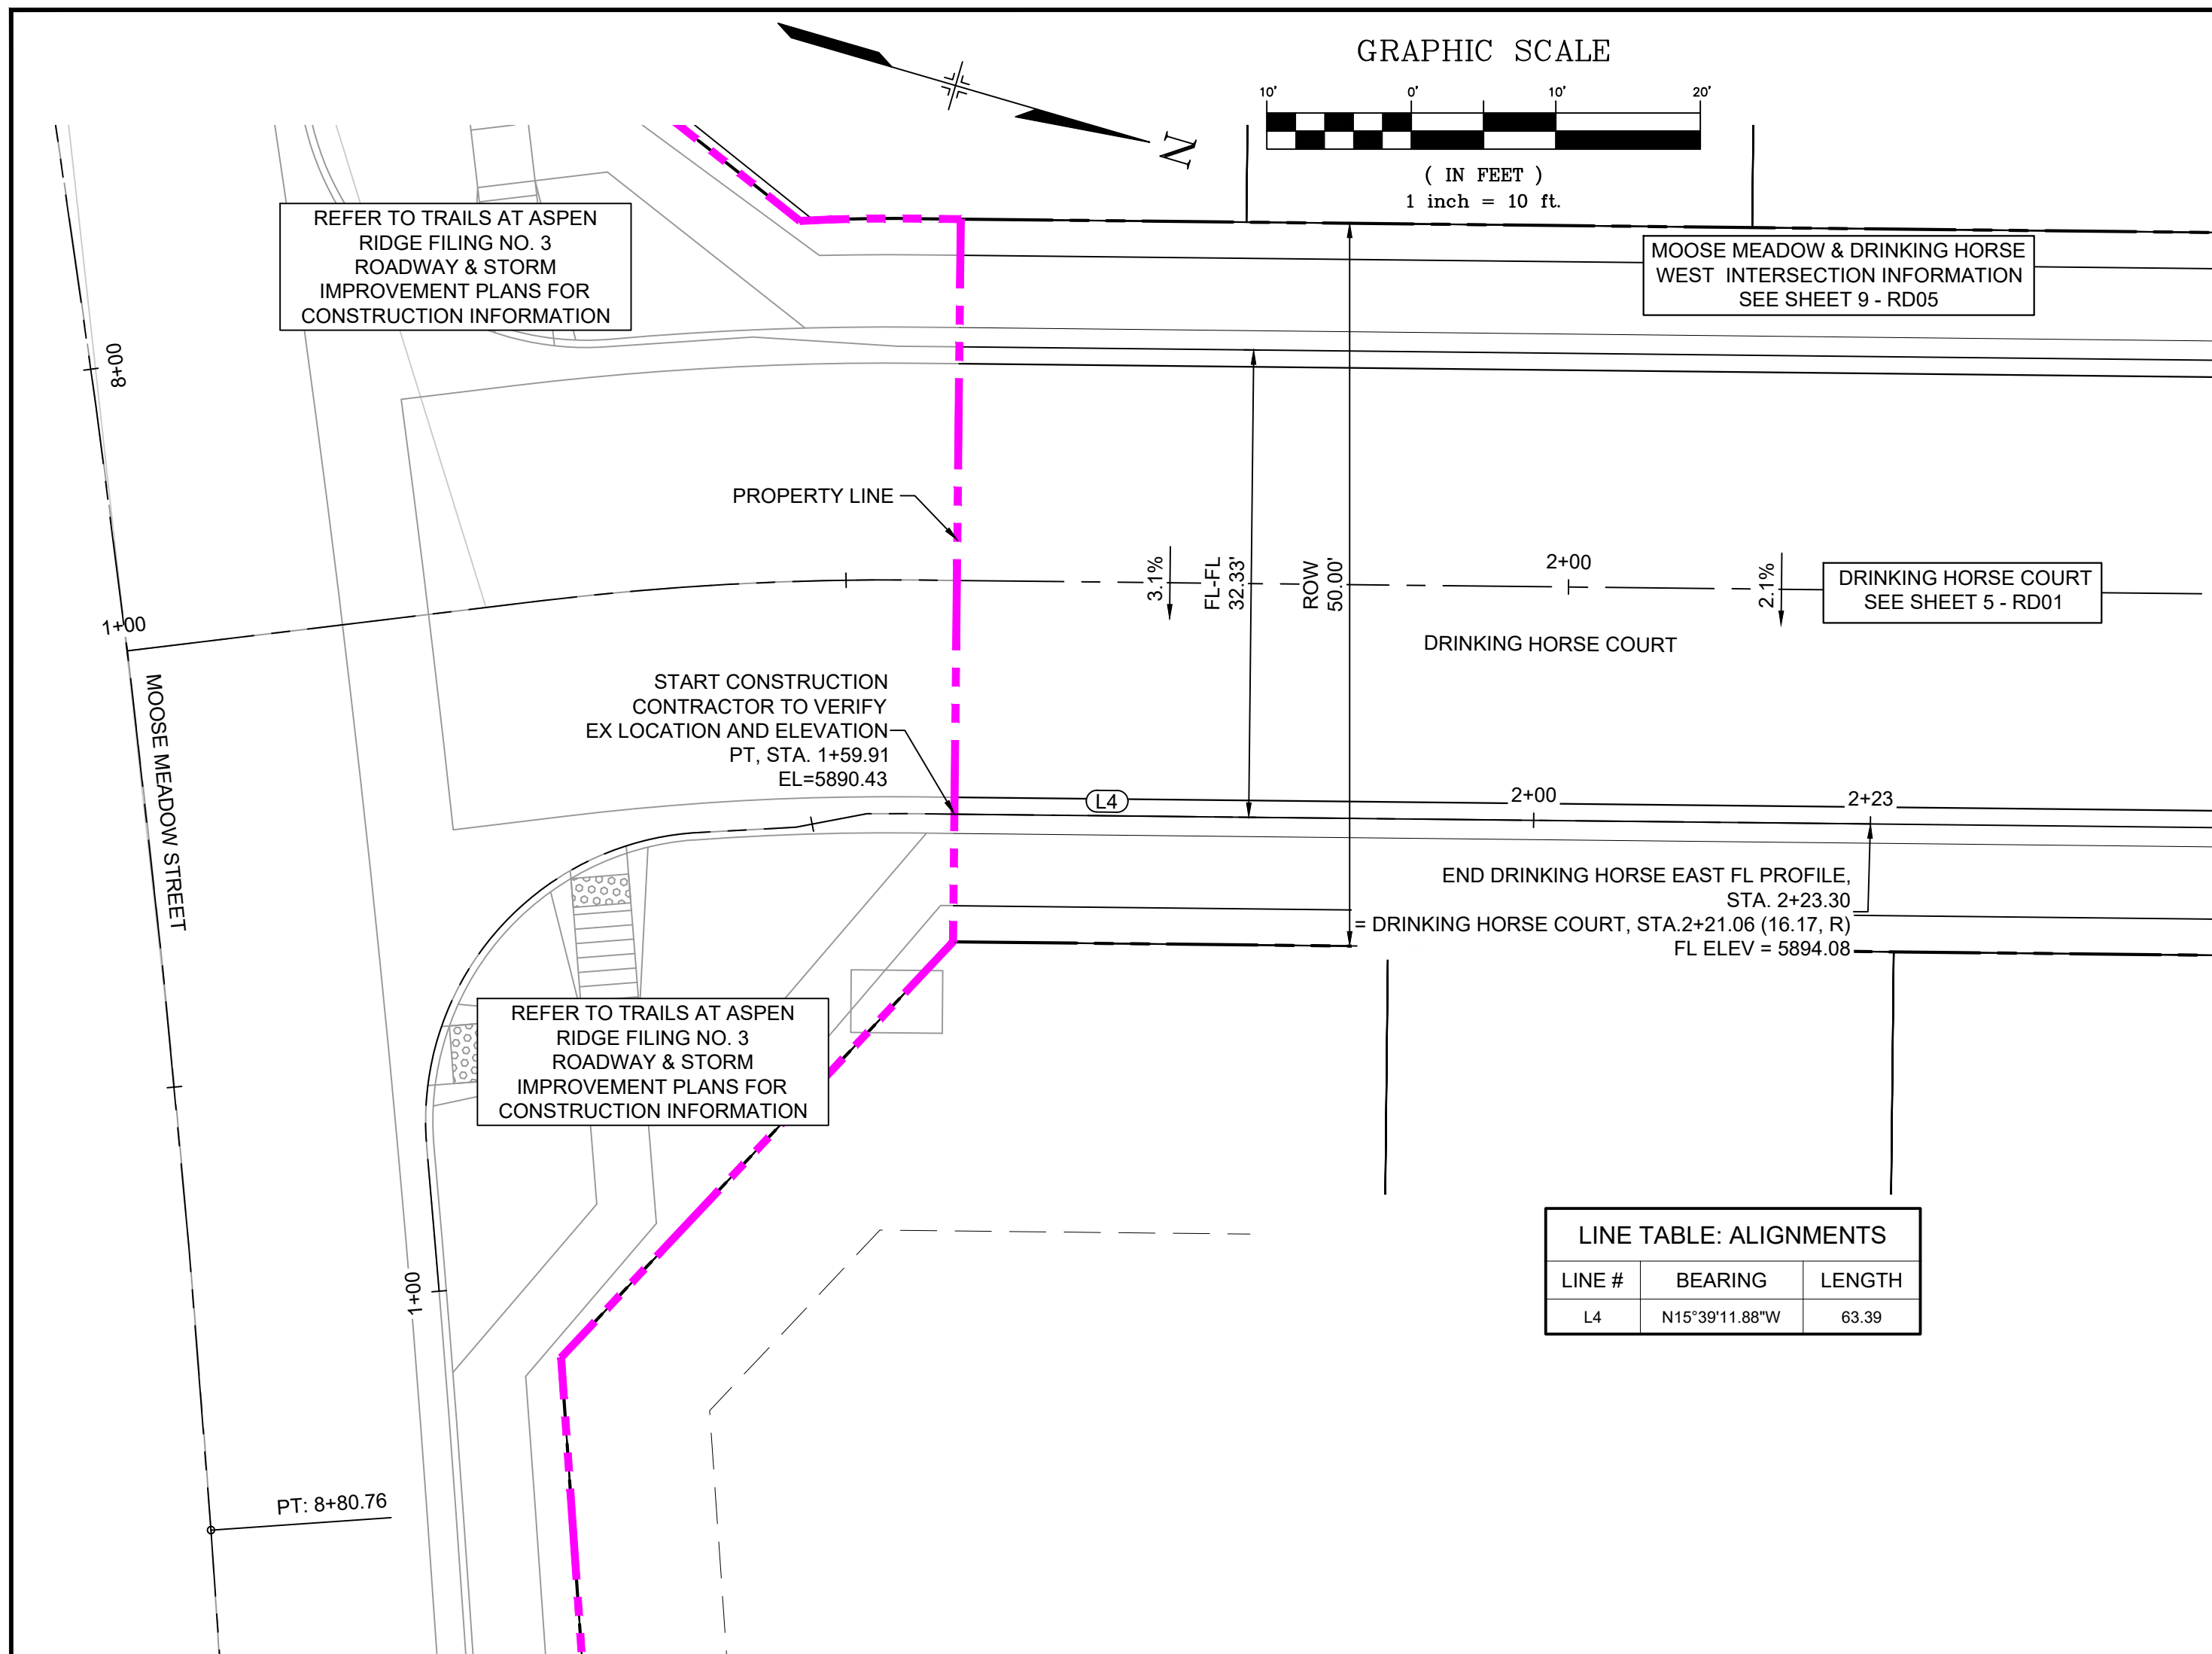 GRAPHIC SCALE
10'
0'
10'
20'
( IN FEET )
1 inch = 10 ft.
N
REFER TO TRAILS AT ASPEN
RIDGE FILING NO. 3
ROADWAY & STORM
IMPROVEMENT PLANS FOR
CONSTRUCTION INFORMATION
MOOSE MEADOW & DRINKING HORSE
WEST INTERSECTION INFORMATION
SEE SHEET 9 - RD05
8+00
PROPERTY LINE
3.1%
FL-FL
32.33'
ROW
50.00'
2+00
2.1%
DRINKING HORSE COURT
SEE SHEET 5 - RD01
1+00
DRINKING HORSE COURT
MOOSE MEADOW STREET
START CONSTRUCTION
CONTRACTOR TO VERIFY
EX LOCATION AND ELEVATION
PT, STA. 1+59.91
EL=5890.43
L4
2+00
2+23
END DRINKING HORSE EAST FL PROFILE,
STA. 2+23.30
= DRINKING HORSE COURT, STA.2+21.06 (16.17, R)
FL ELEV = 5894.08
REFER TO TRAILS AT ASPEN
RIDGE FILING NO. 3
ROADWAY & STORM
IMPROVEMENT PLANS FOR
CONSTRUCTION INFORMATION
1+00
LINE TABLE: ALIGNMENTS
LINE # BEARING LENGTH
L4 N15°39'11.88"W 63.39
PT: 8+80.76